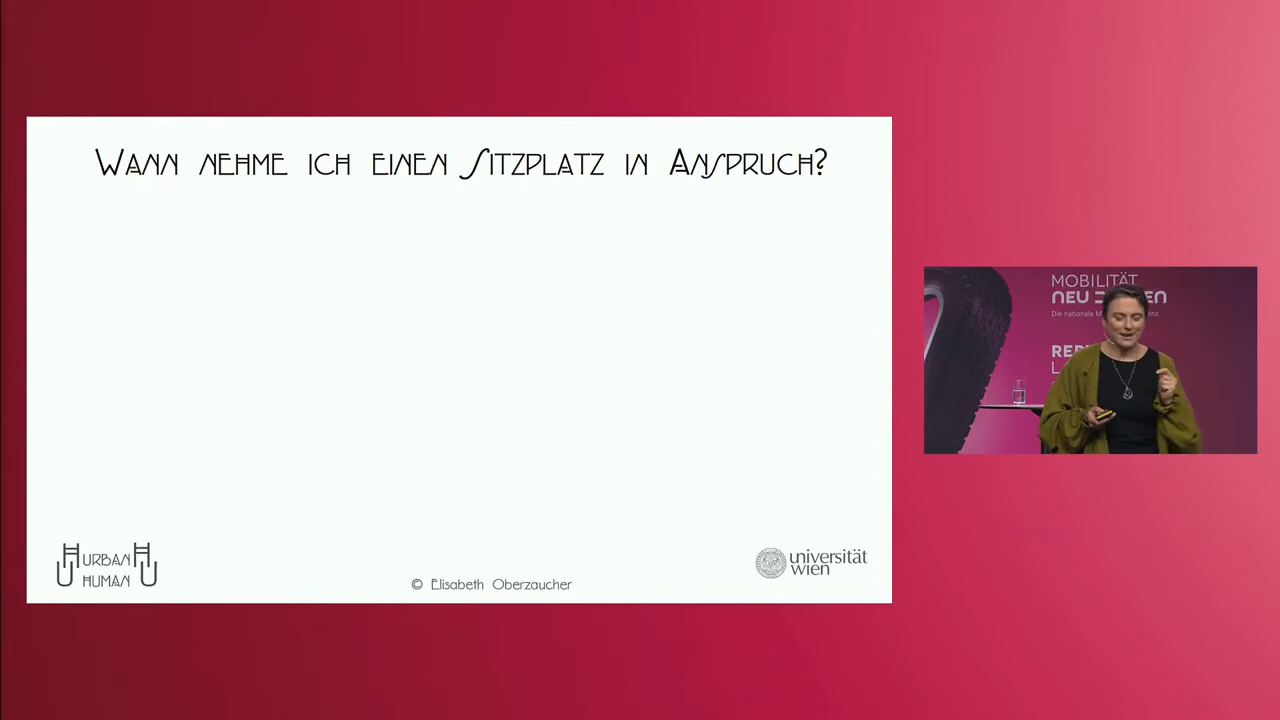 Wann nehme ich einen Sitzplatz in Anspruch?
URBAN
HUMAN
© Elisabeth Oberzaucher
universität
wien
MOBILITÄT
NEU
Die nationale